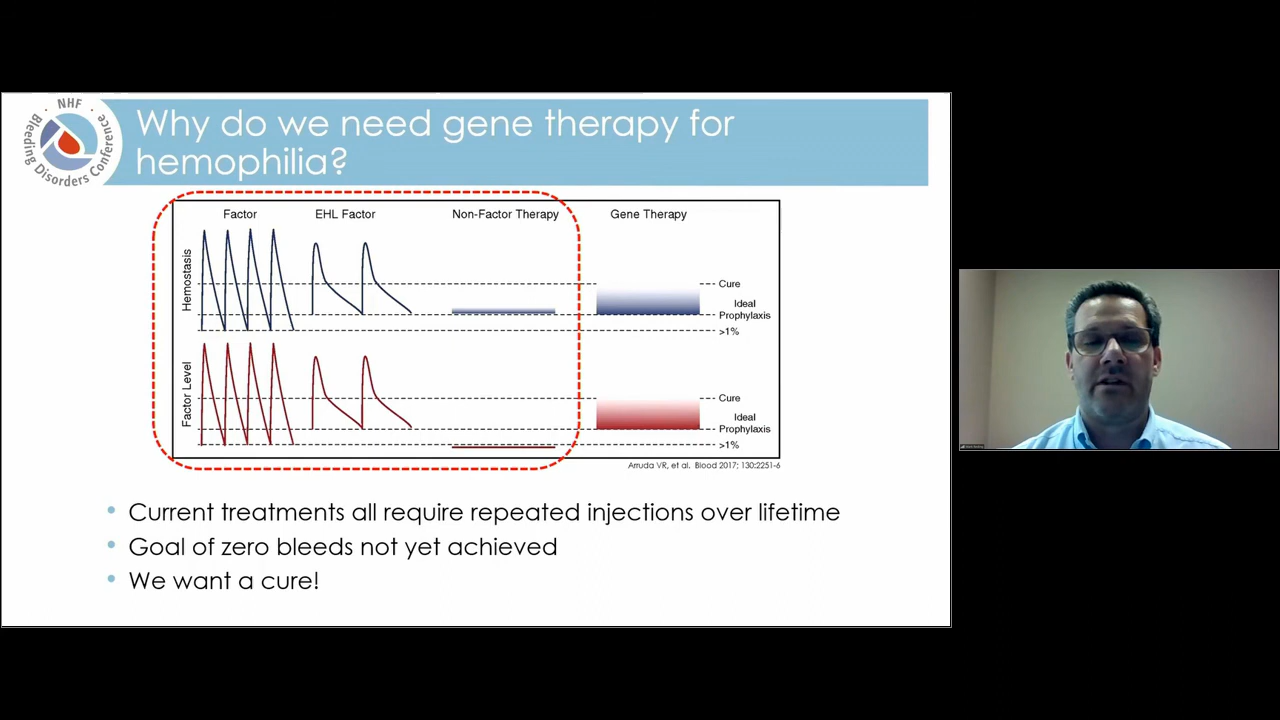 · NHF ·
Bleeding Disorders Conference
Why do we need gene therapy for
hemophilia?
Factor
EHL Factor
Non-Factor Therapy
Gene Therapy
Hemostasis
Cure
Ideal
Prophylaxis
>1%
Factor Level
Cure
Ideal
Prophylaxis
>1%
Arruda VR, et al. Blood 2017; 130:2251-6
• Current treatments all require repeated injections over lifetime
• Goal of zero bleeds not yet achieved
• We want a cure!